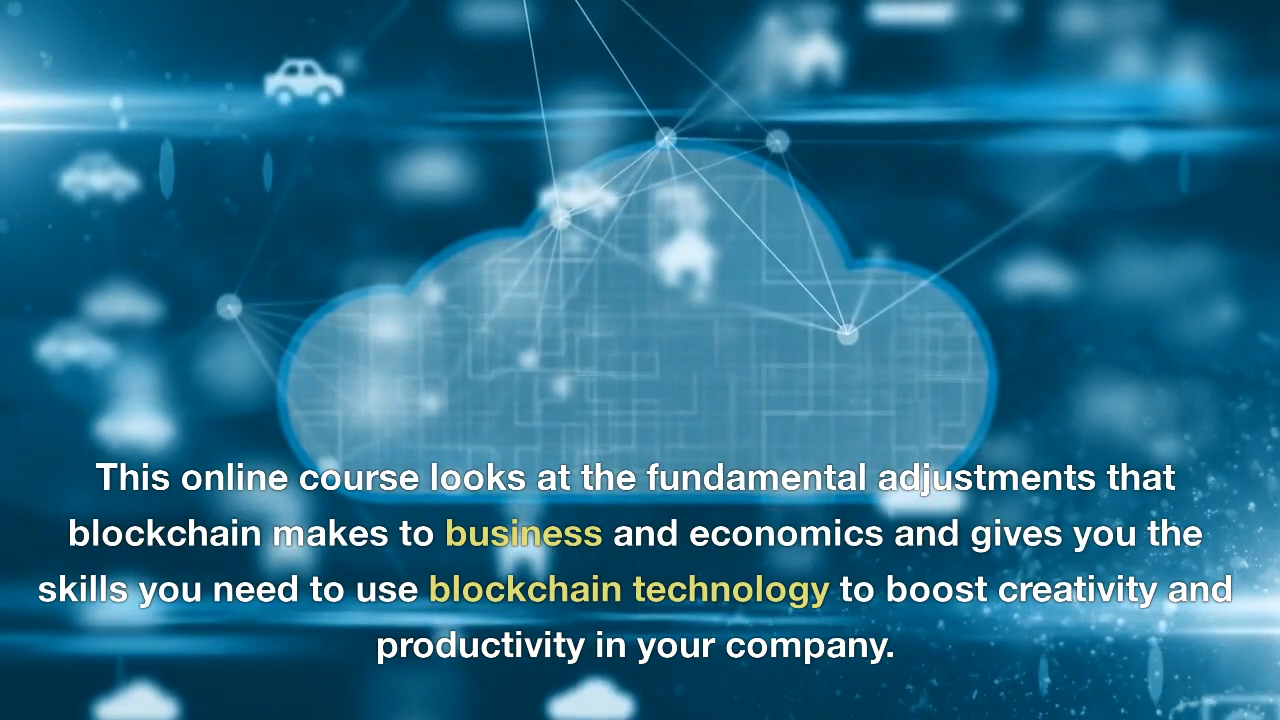 This online course looks at the fundamental adjustments that
blockchain makes to business and economics and gives you the
skills you need to use blockchain technology to boost creativity and
productivity in your company.